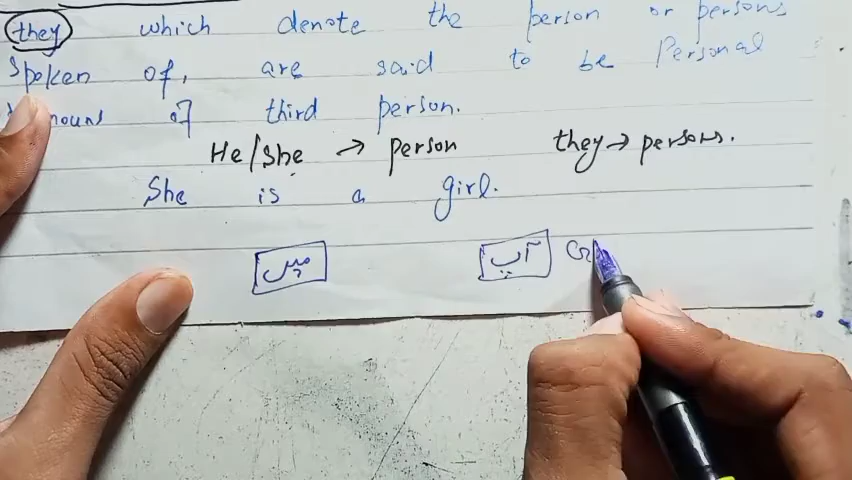 they which denote the person or persons
Spoken of, are said to be Personal
nouns of third person.
He/She → person they → persons.
She is a girl.
میں آپ